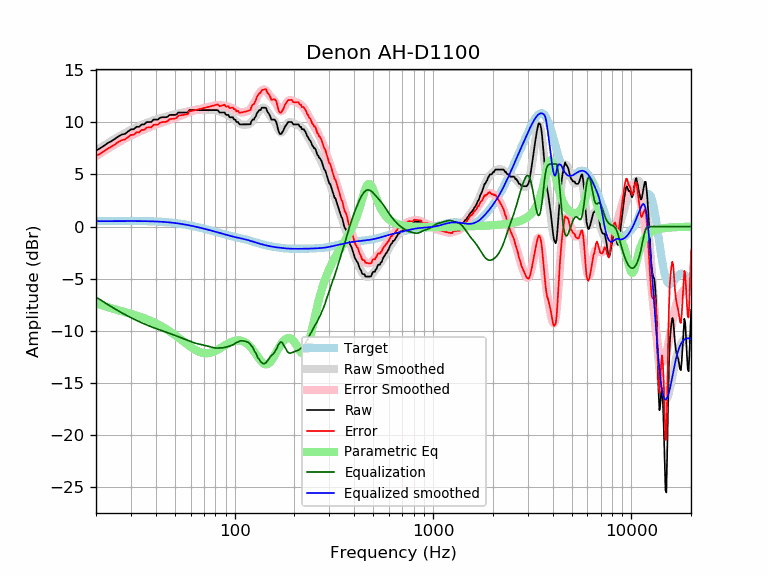 Denon AH-D1100
15
10
5
0
−5
−10
−15
−20
−25
Amplitude (dBr)
Target
Raw Smoothed
Error Smoothed
Raw
Error
Parametric Eq
Equalization
Equalized smoothed
100
1000
10000
Frequency (Hz)